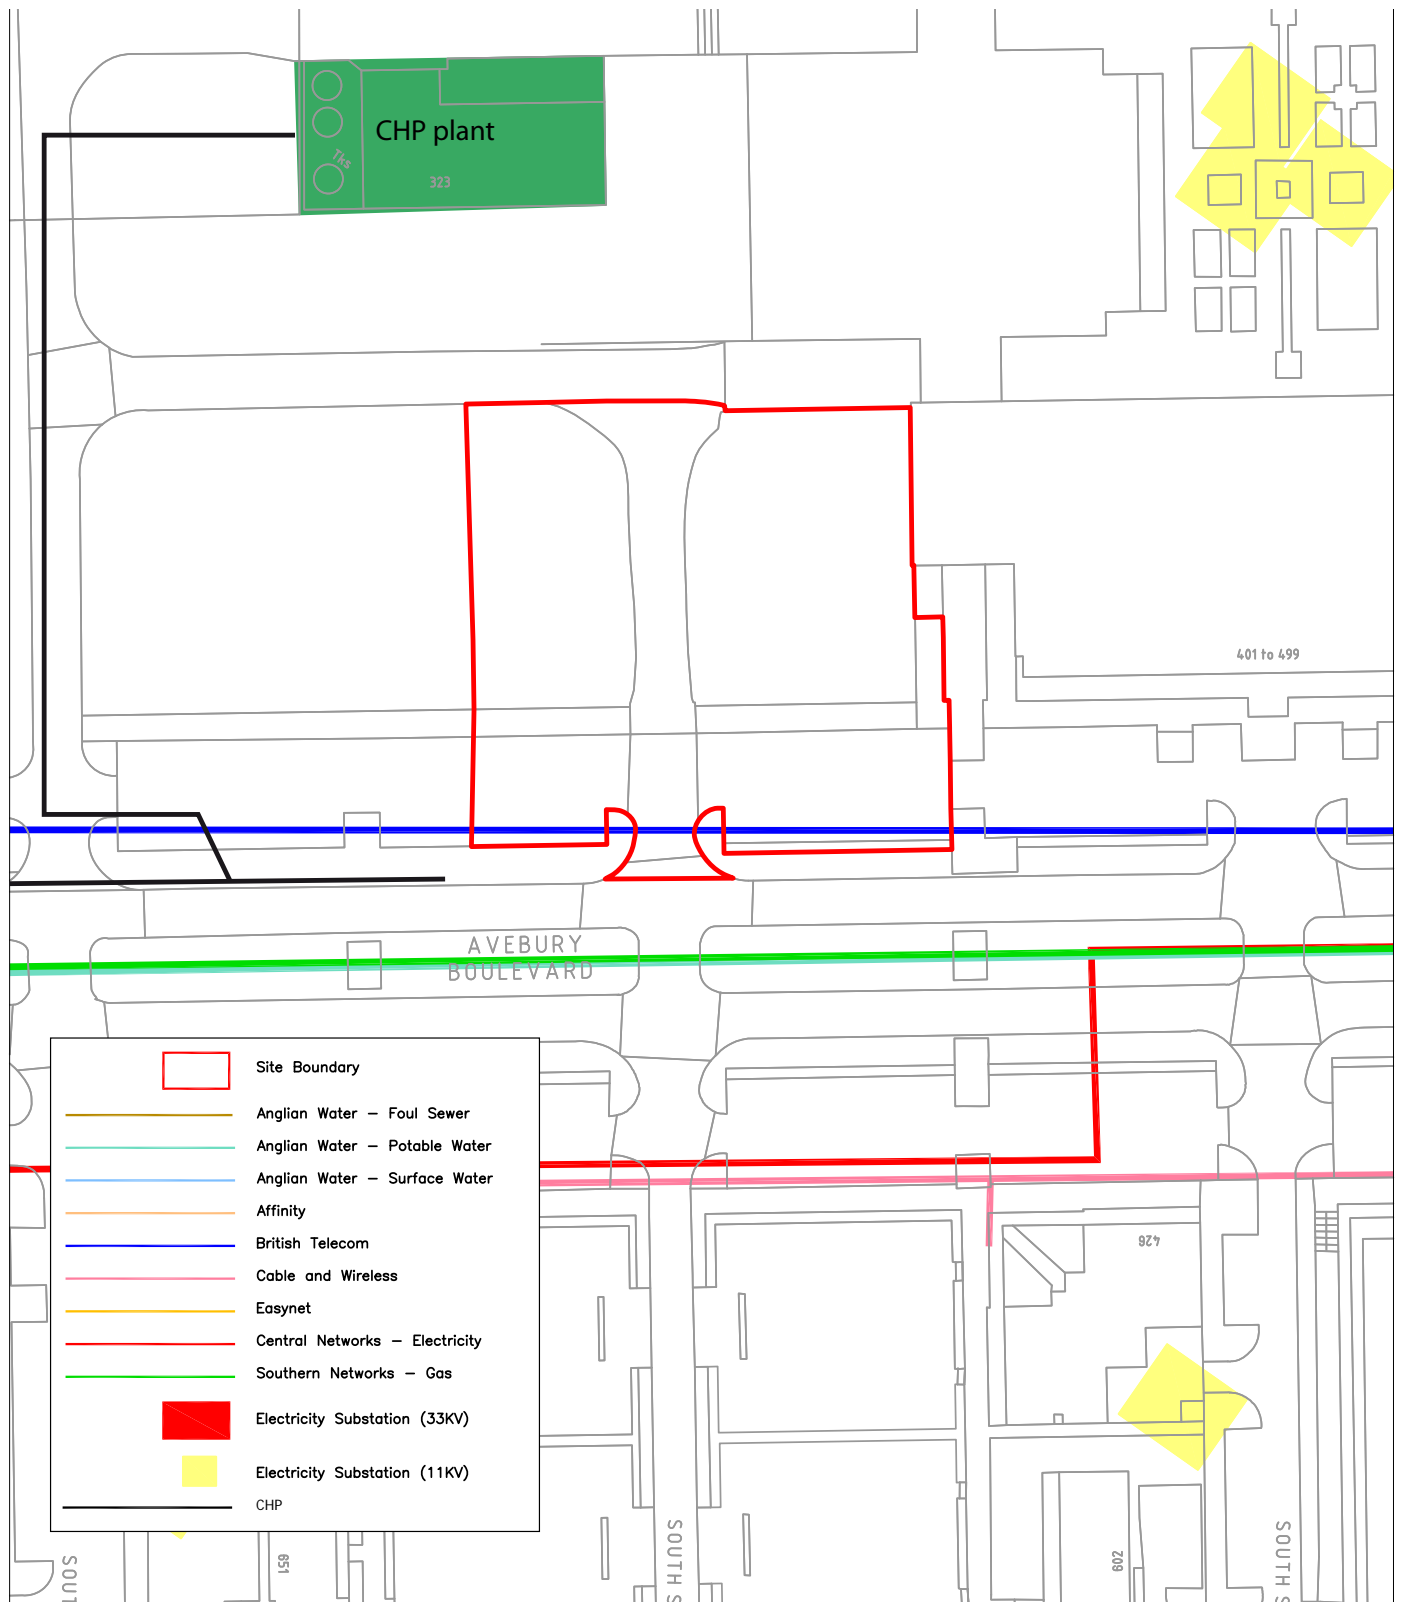 CHP plant
Tks
323
401 to 499
AVEBURY
BOULEVARD
Site Boundary
Anglian Water – Foul Sewer
Anglian Water – Potable Water
Anglian Water – Surface Water
Affinity
British Telecom
Cable and Wireless
Easynet
Central Networks – Electricity
Southern Networks – Gas
Electricity Substation (33KV)
Electricity Substation (11KV)
CHP
426
651
602
SOUT
SOUTH S
SOUTH S